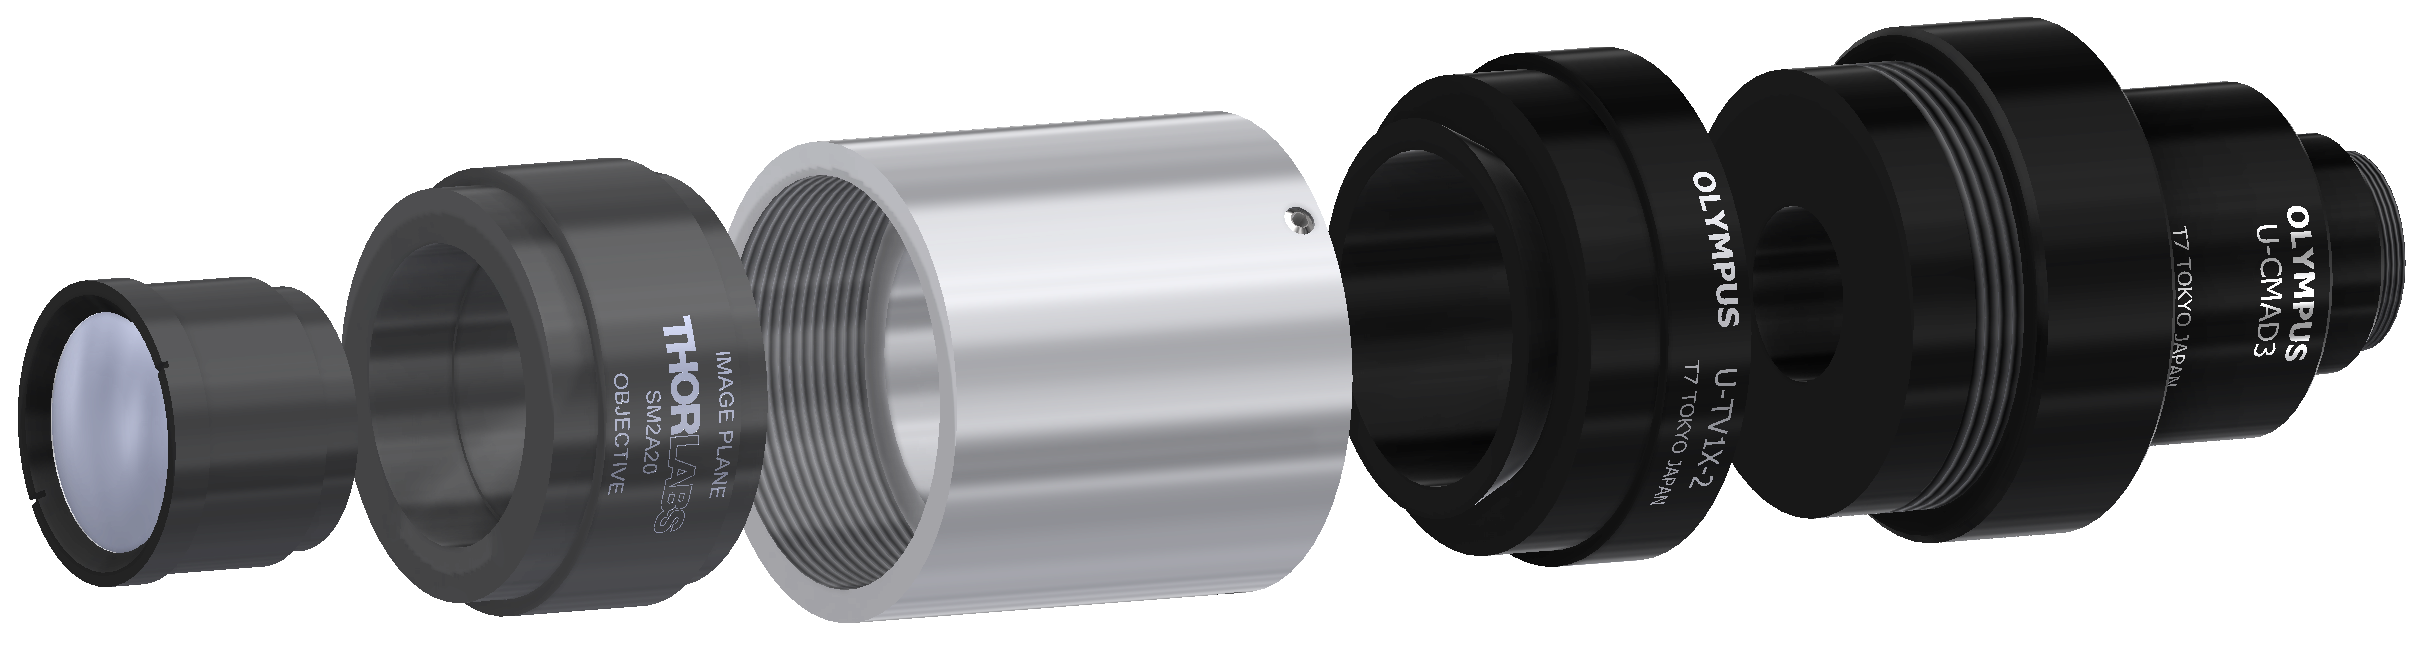 IMAGE PLANE
THORLABS
SM2A20
OBJECTIVE
OLYMPUS
U-TV1X-2
T7 TOKYO JAPAN
OLYMPUS
U-CMAD3
T7 TOKYO JAPAN